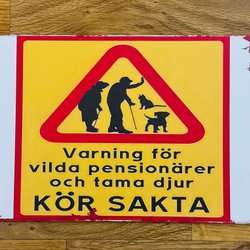 Varning för
vilda pensionärer
och tama djur
KÖR SAKTA